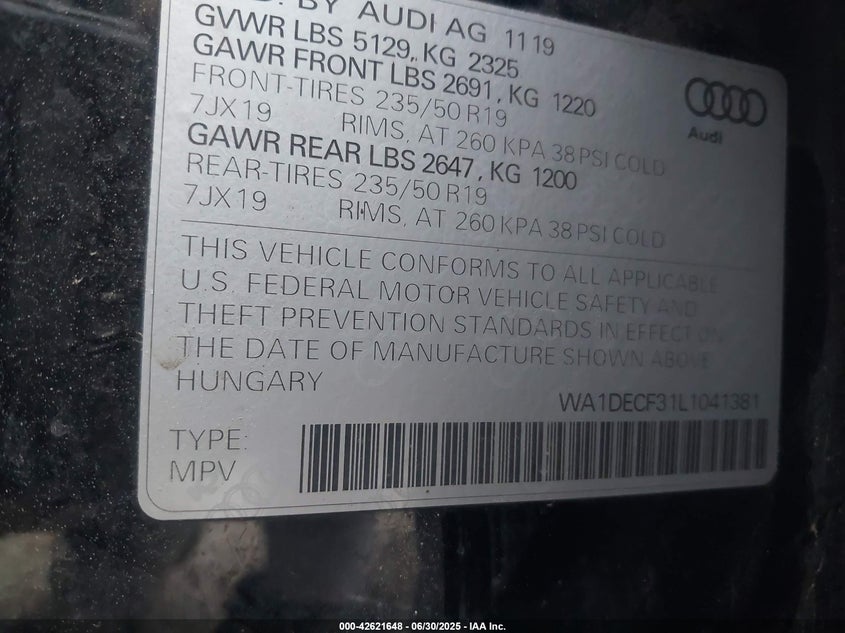 D. BY AUDI AG 11 19
GVWR LBS 5129, KG 2325
GAWR FRONT LBS 2691, KG 1220
FRONT-TIRES 235/50 R19
7JX19 RIMS, AT 260 KPA 38 PSI COLD
GAWR REAR LBS 2647, KG 1200
REAR-TIRES 235/50 R19
7JX19 RIMS, AT 260 KPA 38 PSI COLD
Audi
THIS VEHICLE CONFORMS TO ALL APPLICABLE
U.S. FEDERAL MOTOR VEHICLE SAFETY AND
THEFT PREVENTION STANDARDS IN EFFECT ON
THE DATE OF MANUFACTURE SHOWN ABOVE
HUNGARY
WA1DECF31L1041381
TYPE:
MPV
000-42621648 - 06/30/2025 - IAA Inc.